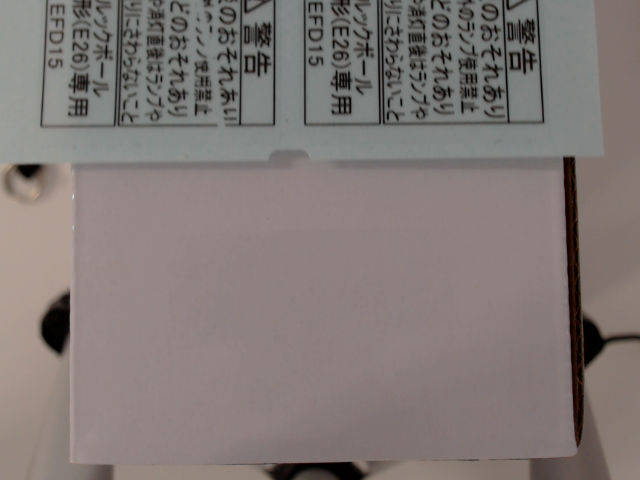 警告
のおそれあり
のランプ使用禁止
どのおそれあり
消灯直後はランプや
りにさわらないこと
ルックボール
形(E26)専用
EFD15
警告
のおそれあり
ランプ使用禁止
どのおそれあり
や消灯直後はランプや
りにさわらないこと
ルックボール
形(E26)専用
EFD15